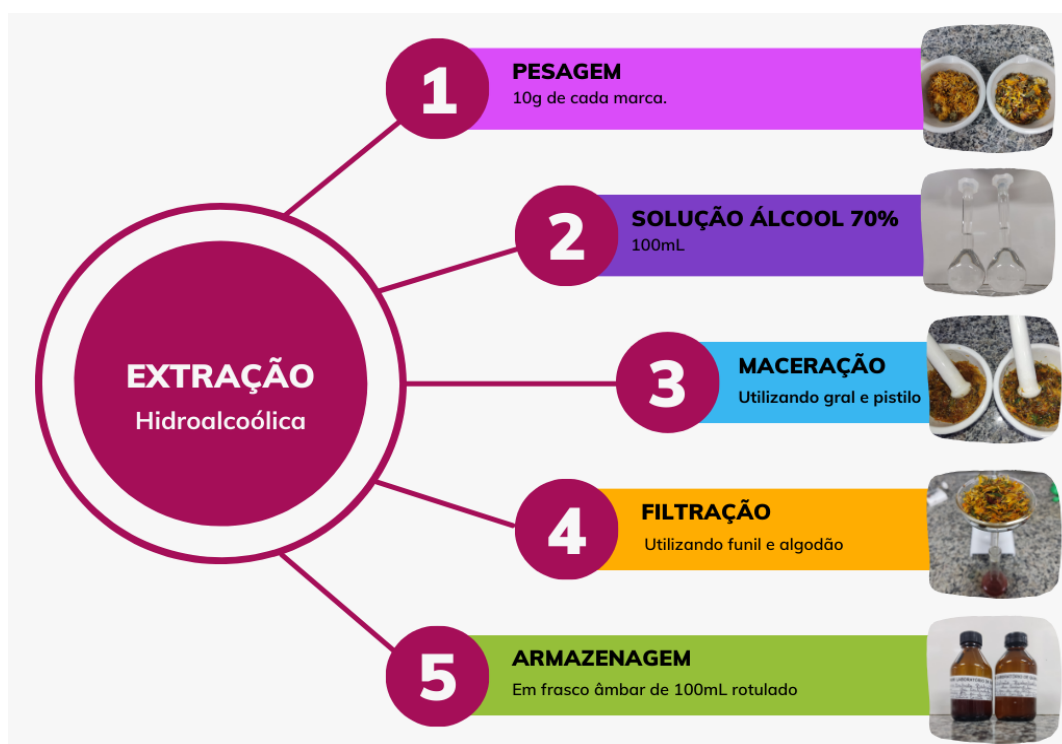 EXTRAÇÃO
Hidroalcoólica
1
PESAGEM
10g de cada marca.
2
SOLUÇÃO ÁLCOOL 70%
100mL
3
MACERAÇÃO
Utilizando gral e pistilo
4
FILTRAÇÃO
Utilizando funil e algodão
5
ARMAZENAGEM
Em frasco âmbar de 100mL rotulado